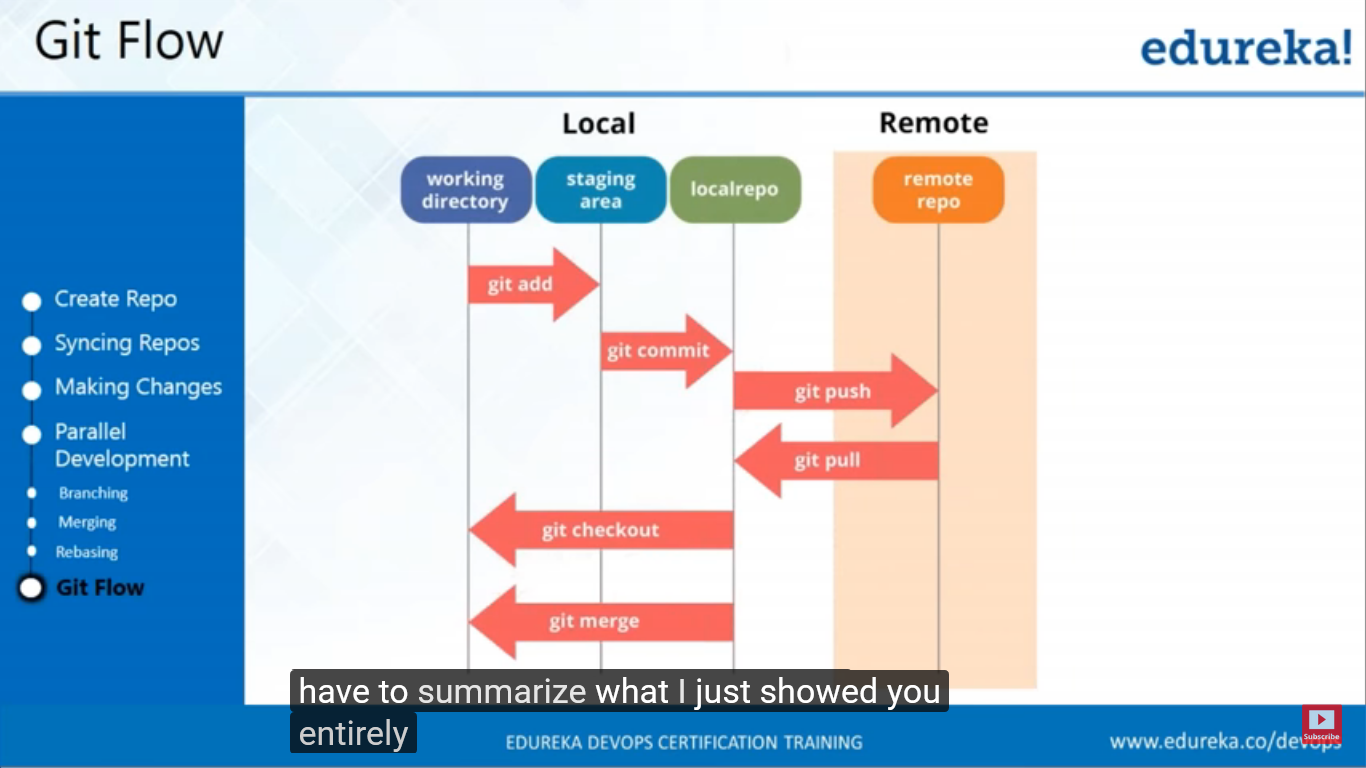 Git Flow
edureka!
Local
Remote
working
directory
staging
area
localrepo
remote
repo
git add
git commit
git push
git pull
git checkout
git merge
Create Repo
Syncing Repos
Making Changes
Parallel
Development
Branching
Merging
Rebasing
Git Flow
have to summarize what I just showed you
entirely
EDUREKA DEVOPS CERTIFICATION TRAINING
www.edureka.co/devops
Subscribe